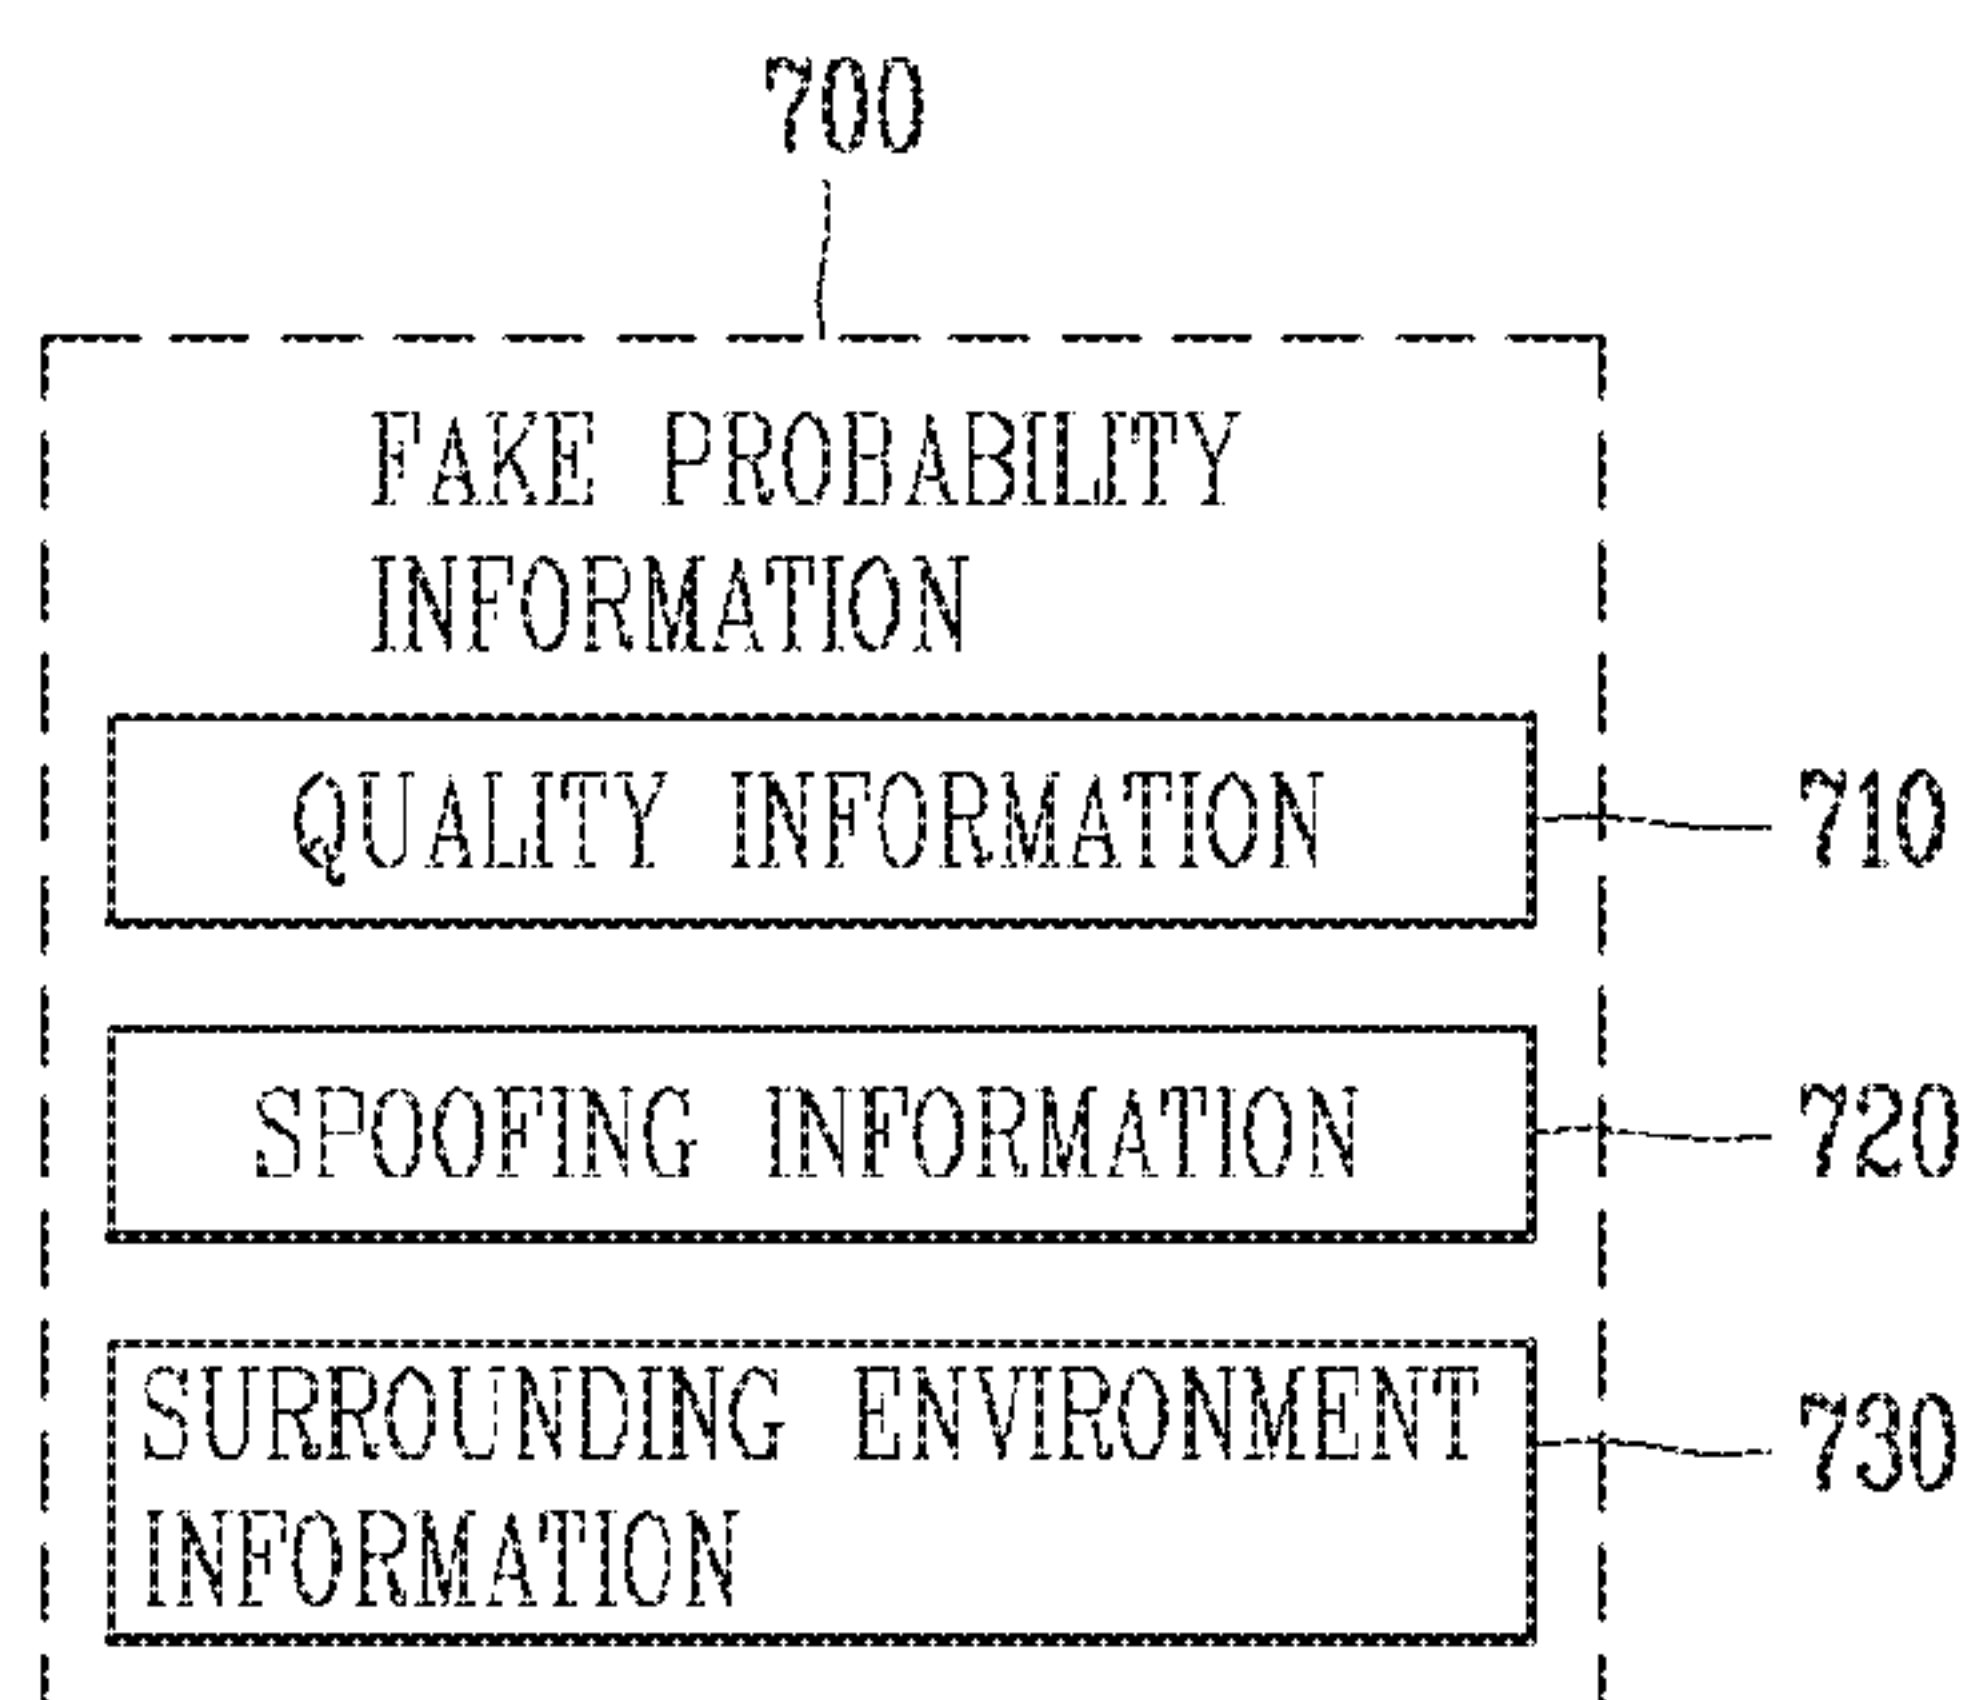 700
FAKE PROBABILITY
INFORMATION
QUALITY INFORMATION
710
SPOOFING INFORMATION
720
SURROUNDING ENVIRONMENT
730
INFORMATION